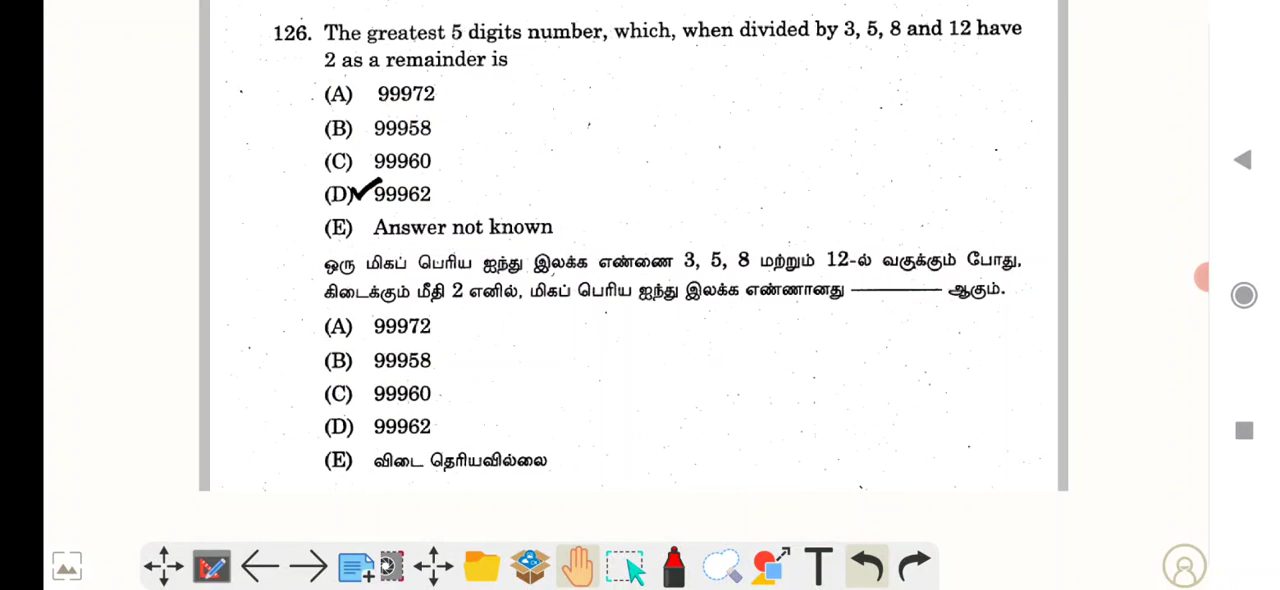 126. The greatest 5 digits number, which, when divided by 3, 5, 8 and 12 have
2 as a remainder is
(A) 99972
(B) 99958
(C) 99960
(D) 99962
(E) Answer not known
ஒரு மிகப் பெரிய ஐந்து இலக்க எண்ணை 3, 5, 8 மற்றும் 12-ல் வகுக்கும் போது,
கிடைக்கும் மீதி 2 எனில், மிகப் பெரிய ஐந்து இலக்க எண்ணானது ———— ஆகும்.
(A) 99972
(B) 99958
(C) 99960
(D) 99962
(E) விடை தெரியவில்லை
T